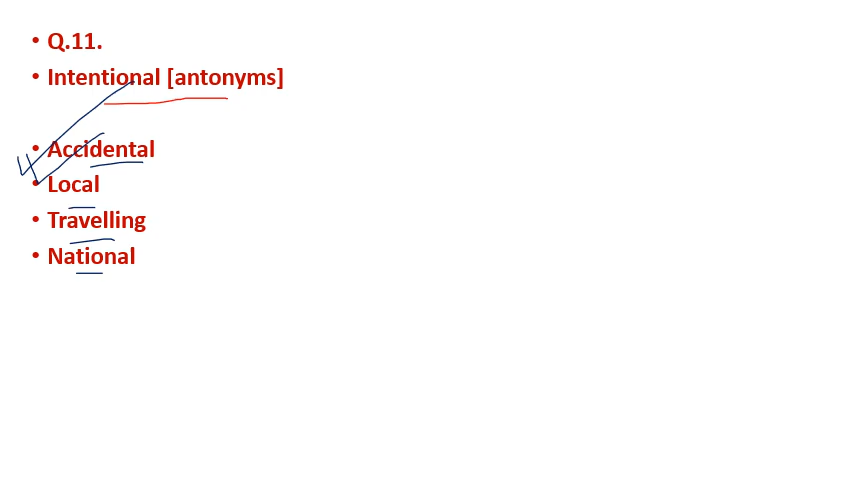 • Q.11.
• Intentional [antonyms]
• Accidental
• Local
• Travelling
• National